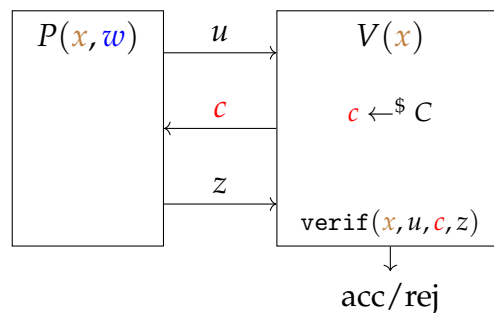 P(x, w) u V(x)
c c ←$ C
z
verif(x, u, c, z)
acc/rej